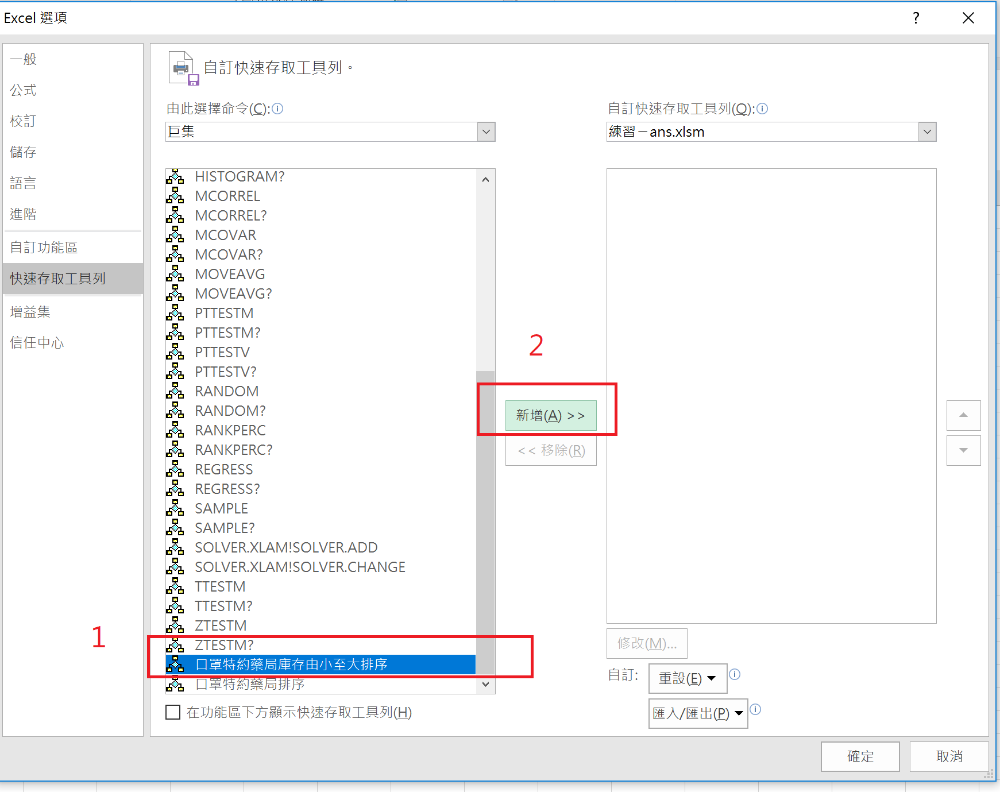 Excel 選項
?
一般
公式
校訂
儲存
語言
進階
自訂功能區
快速存取工具列
增益集
信任中心
自訂快速存取工具列。
由此選擇命令(C):
巨集
HISTOGRAM?
MCORREL
MCORREL?
MCOVAR
MCOVAR?
MOVEAVG
MOVEAVG?
PTTESTM
PTTESTM?
PTTESTV
PTTESTV?
RANDOM
RANDOM?
RANKPERC
RANKPERC?
REGRESS
REGRESS?
SAMPLE
SAMPLE?
SOLVER.XLAM!SOLVER.ADD
SOLVER.XLAM!SOLVER.CHANGE
TTESTM
TTESTM?
ZTESTM
1
ZTESTM?
口罩特約藥局庫存由小至大排序
口罩特約藥局排序
在功能區下方顯示快速存取工具列(H)
2
新增(A) >>
<< 移除(R)
自訂快速存取工具列(Q):
練習－ans.xlsm
修改(M)...
自訂: 重設(E)
匯入/匯出(P)
確定
取消